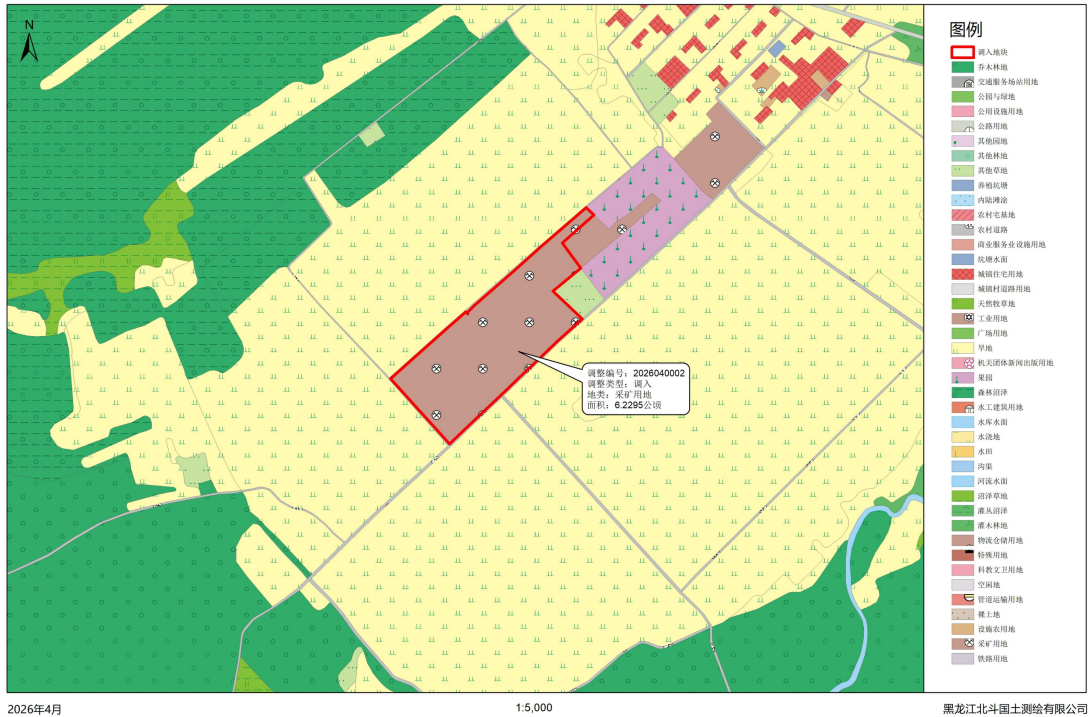 N
调整编号：2026040002
调整类型：调入
地类：采矿用地
面积：6.2295公顷
图例
调入地块
乔木林地
交通服务场站用地
公园与绿地
公用设施用地
公路用地
其他园地
其他林地
其他草地
养殖坑塘
内陆滩涂
农村宅基地
农村道路
商业服务业设施用地
坑塘水面
城镇住宅用地
城镇村道路用地
天然牧草地
工业用地
广场用地
旱地
机关团体新闻出版用地
果园
森林沼泽
水工建筑用地
水库水面
水浇地
水田
沟渠
河流水面
沼泽草地
灌丛沼泽
灌木林地
物流仓储用地
特殊用地
科教文卫用地
空闲地
管道运输用地
裸土地
设施农用地
采矿用地
铁路用地
2026年4月
1:5,000
黑龙江北斗国土测绘有限公司